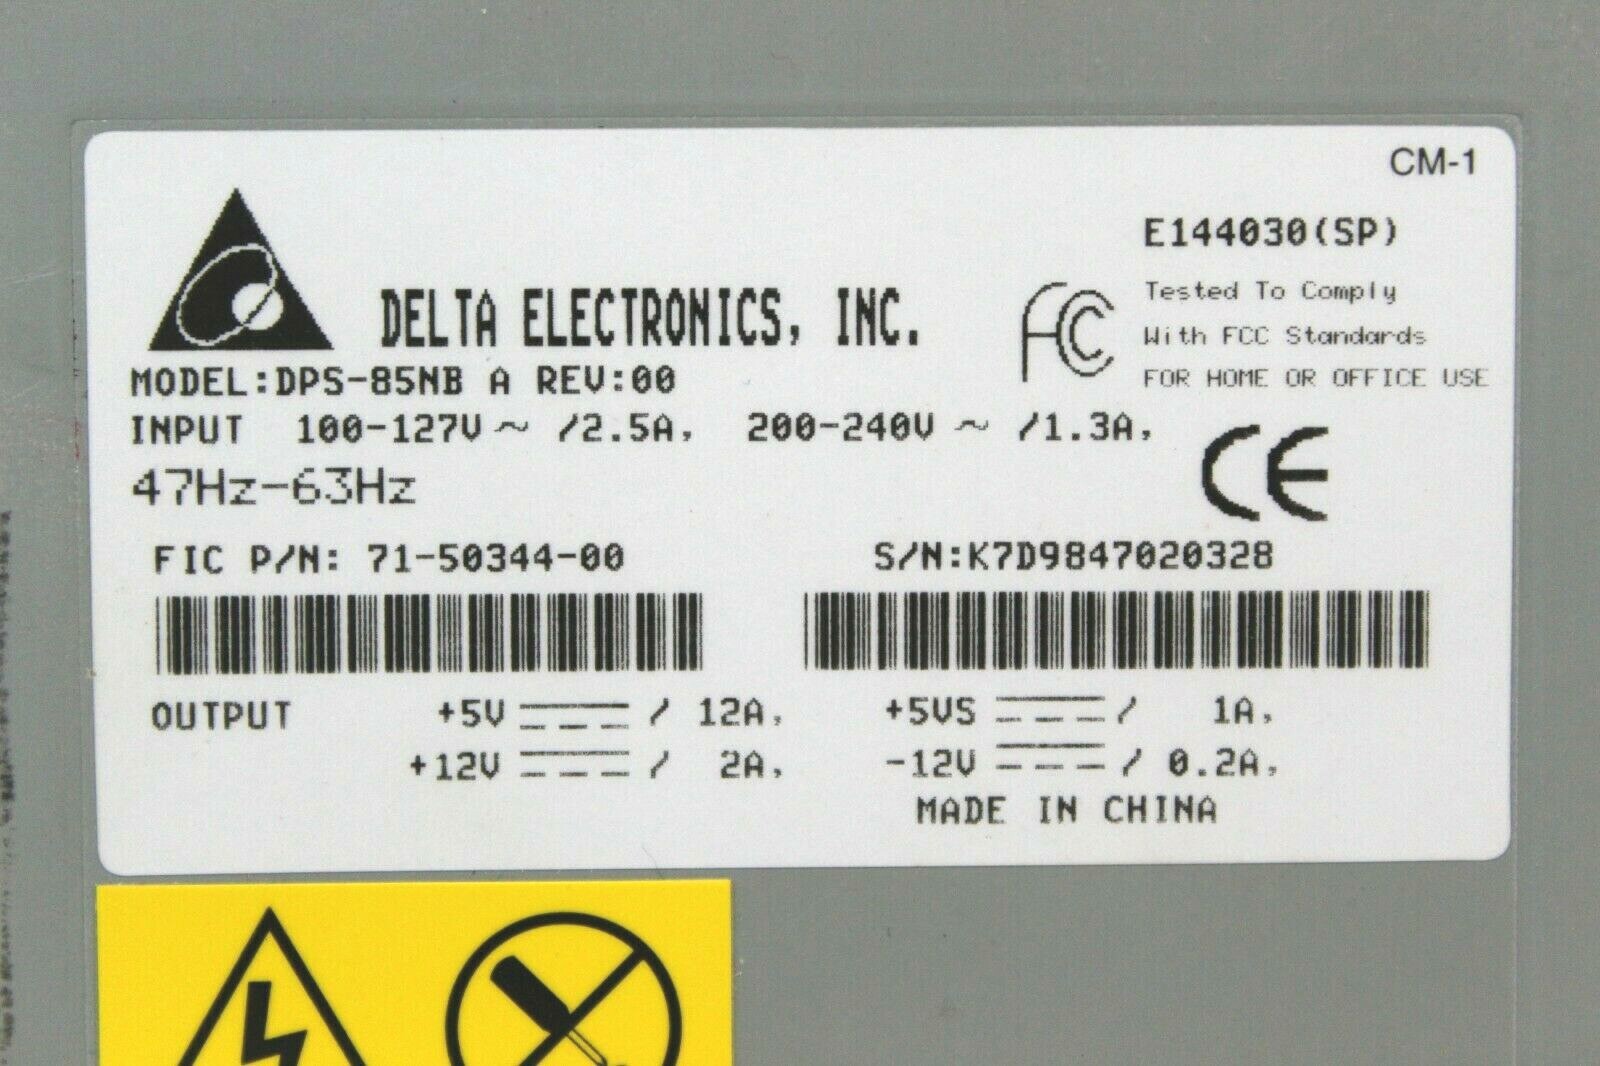 CM-1
E144030(SP)
DELTA ELECTRONICS, INC.
FC Tested To Comply
With FCC Standards
FOR HOME OR OFFICE USE
MODEL:DPS-85NB A REV:00
INPUT 100-127V~ /2.5A, 200-240V ~ /1.3A,
47Hz-63Hz
CE
FIC P/N: 71-50344-00 S/N:K7D9847020328
OUTPUT +5V ⎓ / 12A, +5VS ⎓ / 1A,
+12V ⎓ / 2A, -12V ⎓ / 0.2A,
MADE IN CHINA